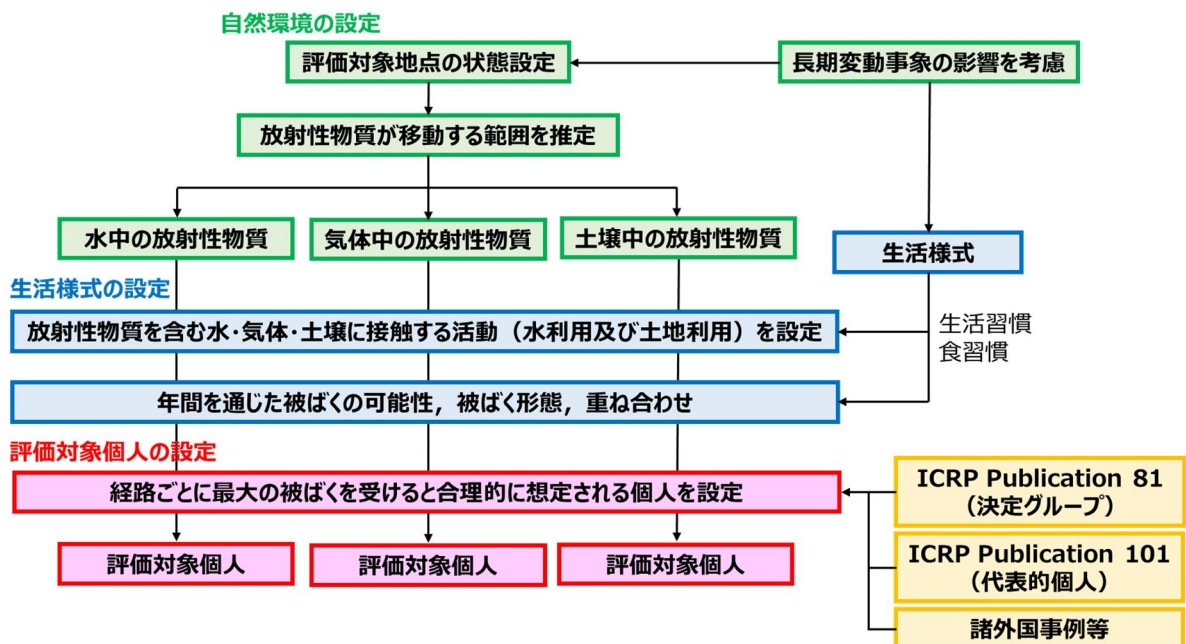 自然環境の設定
評価対象地点の状態設定
長期変動事象の影響を考慮
放射性物質が移動する範囲を推定
水中の放射性物質
気体中の放射性物質
土壌中の放射性物質
生活様式
生活様式の設定
放射性物質を含む水・気体・土壌に接触する活動（水利用及び土地利用）を設定
生活習慣
食習慣
年間を通じた被ばくの可能性，被ばく形態，重ね合わせ
評価対象個人の設定
経路ごとに最大の被ばくを受けると合理的に想定される個人を設定
ICRP Publication 81
（決定グループ）
評価対象個人
評価対象個人
評価対象個人
ICRP Publication 101
（代表的個人）
諸外国事例等